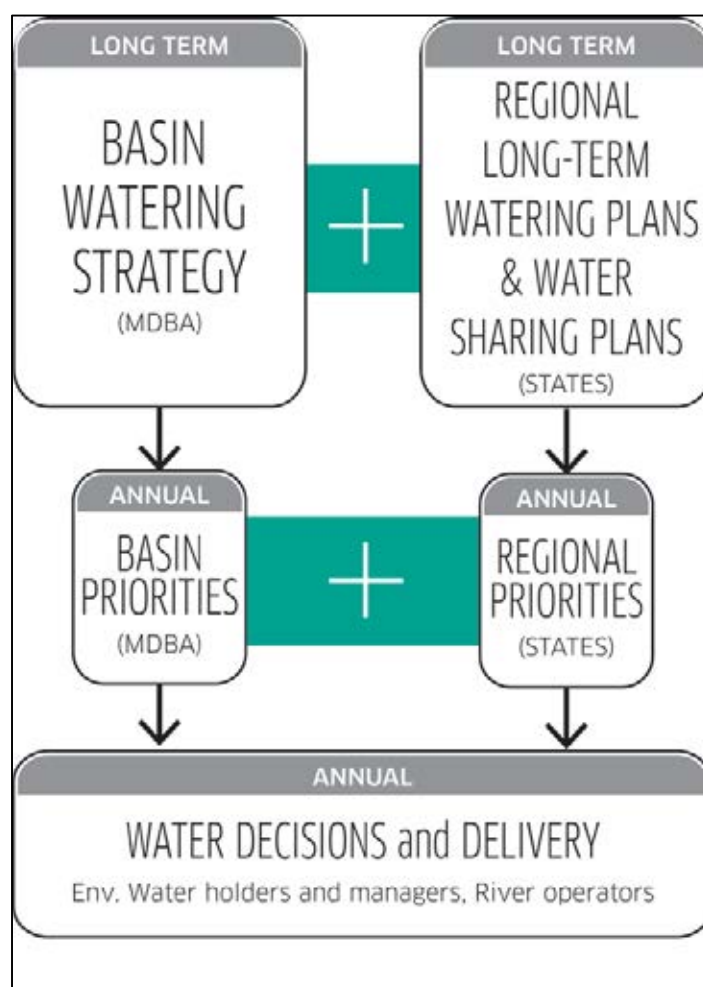 LONG TERM
BASIN
WATERING
STRATEGY
(MDBA)
LONG TERM
REGIONAL
LONG-TERM
WATERING PLANS
& WATER
SHARING PLANS
(STATES)
ANNUAL
BASIN
PRIORITIES
(MDBA)
ANNUAL
REGIONAL
PRIORITIES
(STATES)
ANNUAL
WATER DECISIONS and DELIVERY
Env. Water holders and managers, River operators